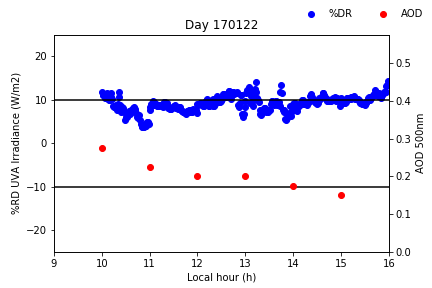 %DR AOD
Day 170122
%RD UVA Irradiance (W/m2)
20
10
0
−10
−20
0.5
0.4
0.3
0.2
0.1
0.0
AOD 500nm
9 10 11 12 13 14 15 16
Local hour (h)